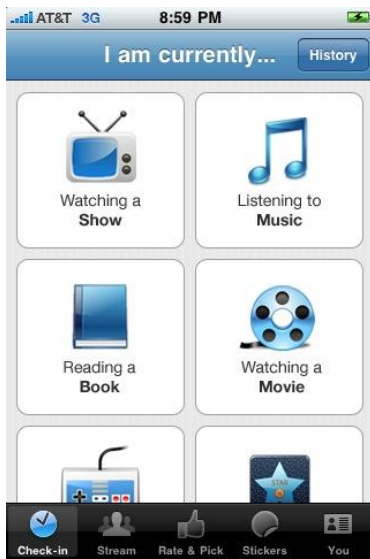 AT&T 3G 8:59 PM
I am currently... History
Watching a
Show
Listening to
Music
Reading a
Book
Watching a
Movie
STAR
Check-in Stream Rate & Pick Stickers You